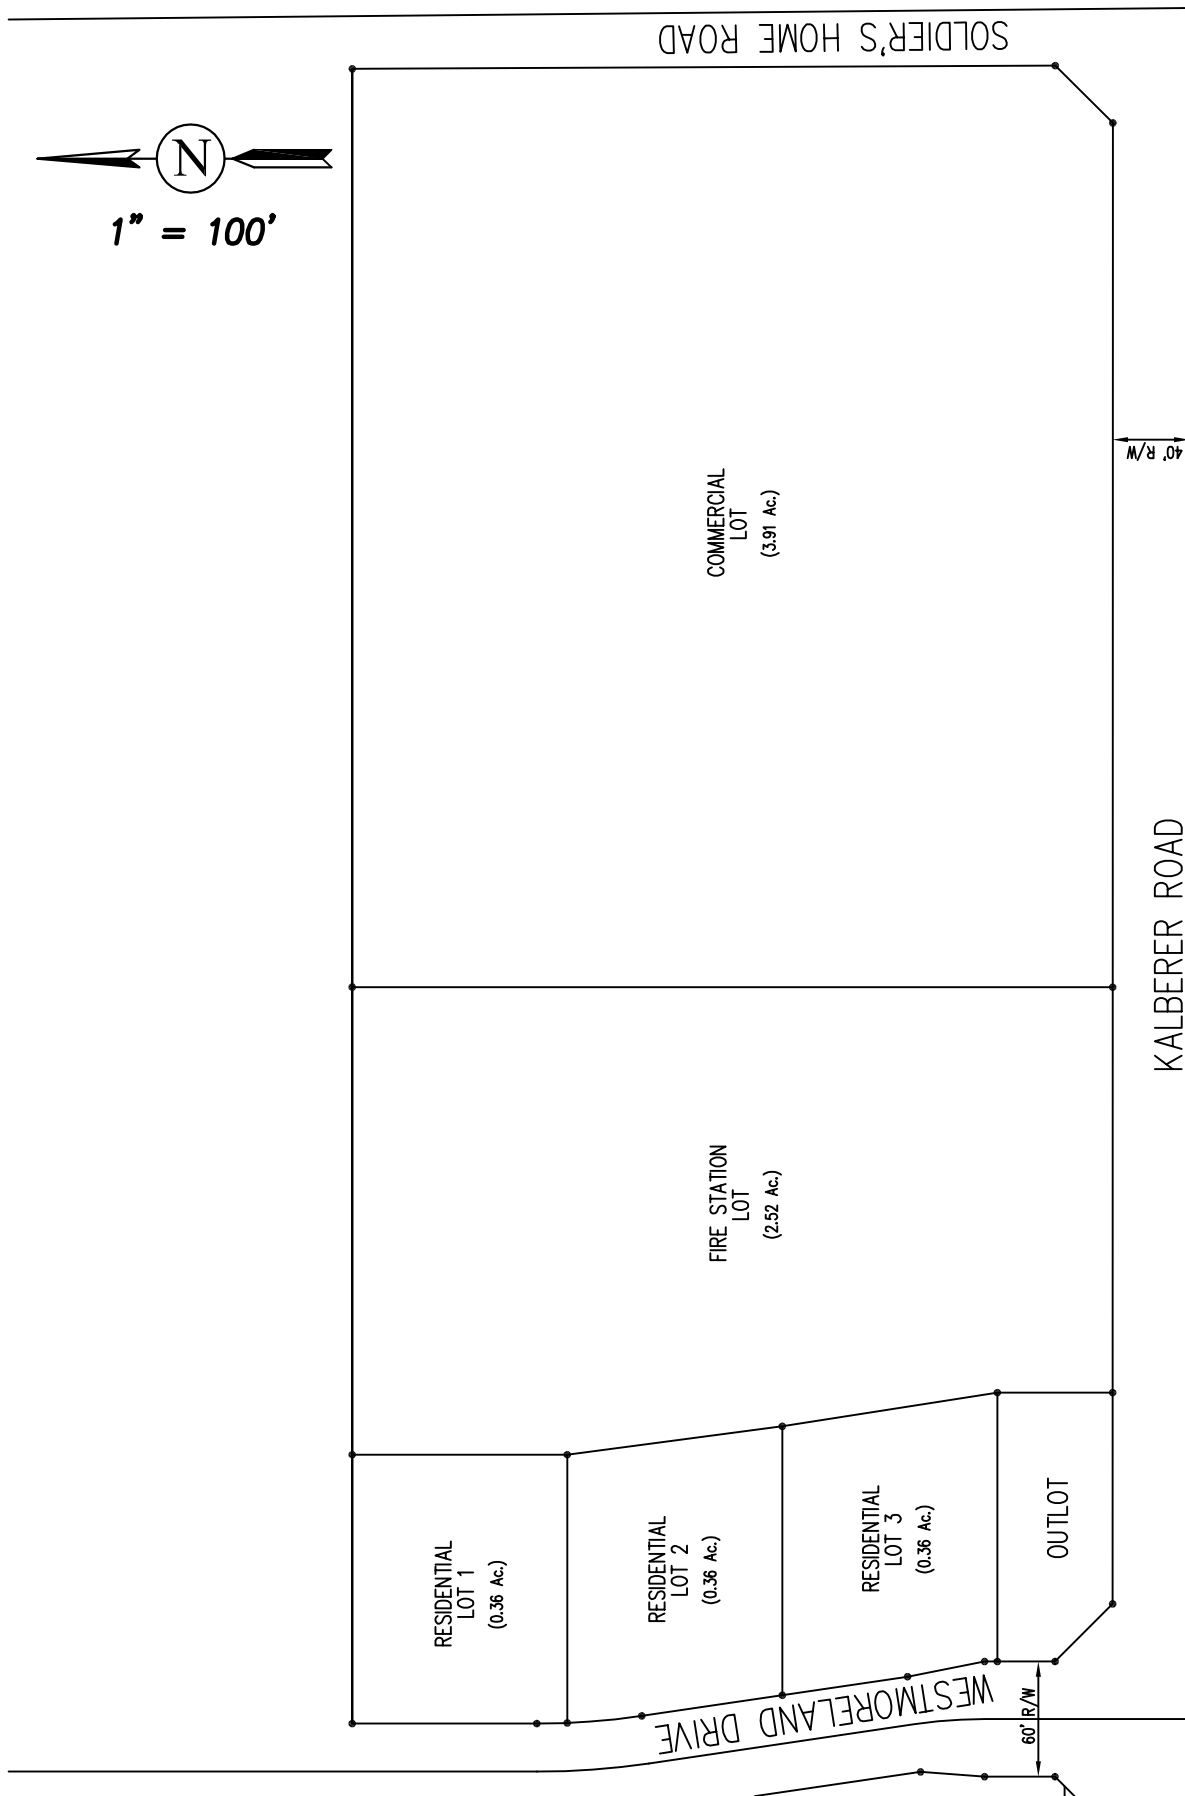 SOLDIER'S HOME ROAD
N
1" = 100'
40' R/W
COMMERCIAL
LOT
(3.91 Ac.)
KALBERER ROAD
FIRE STATION
LOT
(2.52 Ac.)
RESIDENTIAL
LOT 1
(0.36 Ac.)
RESIDENTIAL
LOT 2
(0.36 Ac.)
RESIDENTIAL
LOT 3
(0.36 Ac.)
OUTLOT
WESTMORELAND DRIVE
60' R/W